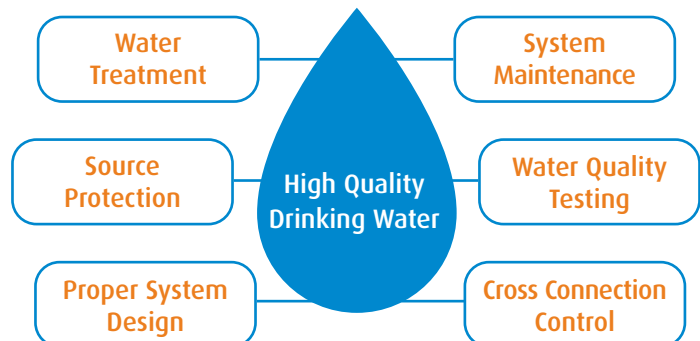 Water
Treatment
System
Maintenance
Source
Protection
High Quality
Drinking Water
Water Quality
Testing
Proper System
Design
Cross Connection
Control